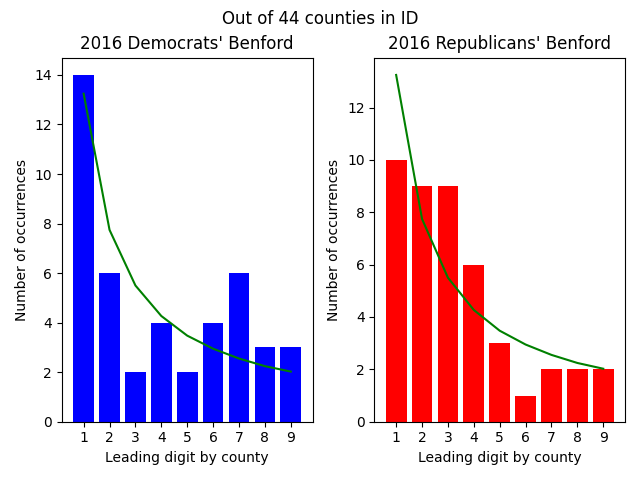 Out of 44 counties in ID
2016 Democrats' Benford
14
12
10
8
6
4
2
0
Number of occurrences
1 2 3 4 5 6 7 8 9
Leading digit by county
2016 Republicans' Benford
12
10
8
6
4
2
0
Number of occurrences
1 2 3 4 5 6 7 8 9
Leading digit by county